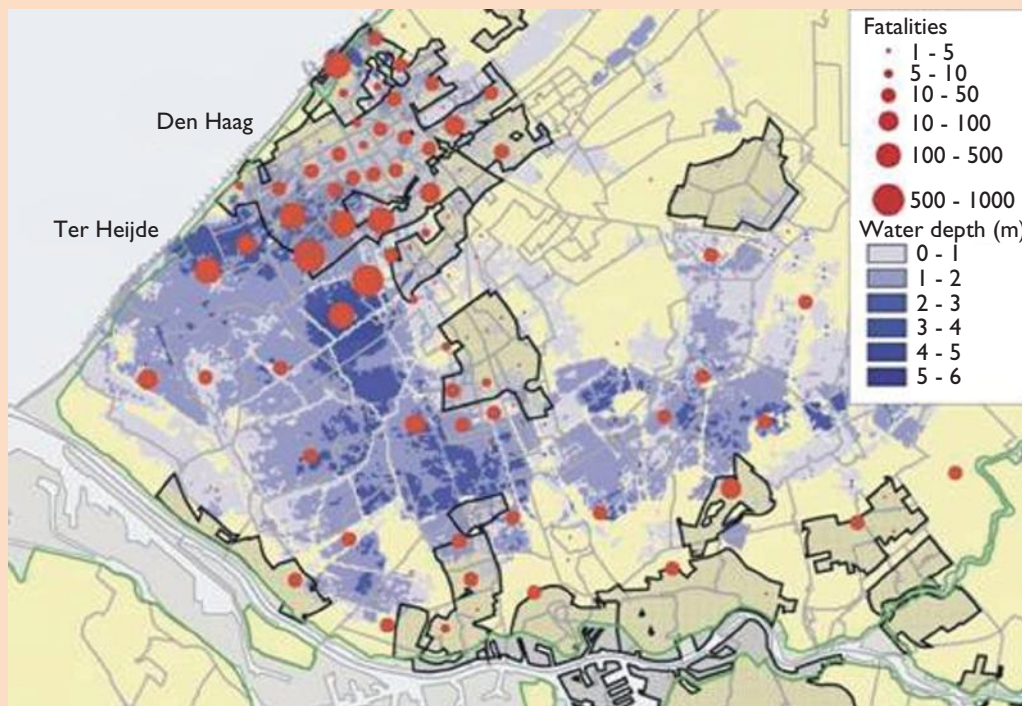 Den Haag
Ter Heijde
Fatalities
1 - 5
5 - 10
10 - 50
10 - 100
100 - 500
500 - 1000
Water depth (m)
0 - 1
1 - 2
2 - 3
3 - 4
4 - 5
5 - 6